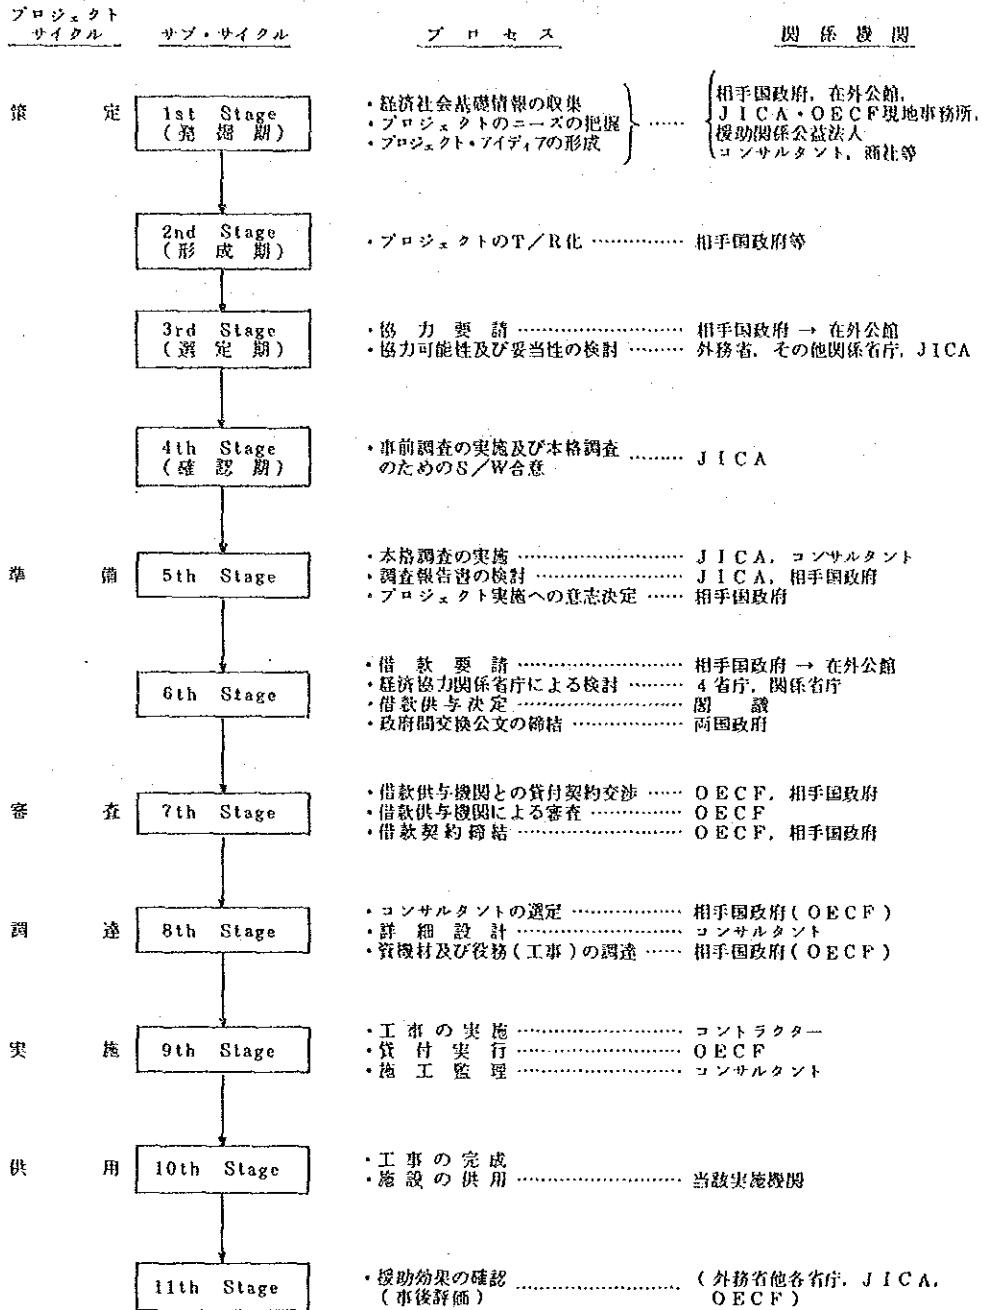 プロジェクト
サイクル　サブ・サイクル　プロセス　関係機関
策定
1st Stage
(発掘期)
・経済社会基礎情報の収集
・プロジェクトのニーズの把握
・プロジェクト・アイディアの形成
……
相手国政府，在外公館，
JICA・OECF現地事務所，
援助関係公益法人
コンサルタント，商社等
2nd Stage
(形成期)
・プロジェクトのT／R化 …………… 相手国政府等
3rd Stage
(選定期)
・協力要請 …………………… 相手国政府 → 在外公館
・協力可能性及び妥当性の検討 ……… 外務省，その他関係省庁，JICA
4th Stage
(確認期)
・事前調査の実施及び本格調査
のためのS／W合意 ……… JICA
準備
5th Stage
・本格調査の実施 …………………… JICA，コンサルタント
・調査報告書の検討 ………………… JICA，相手国政府
・プロジェクト実施への意志決定 …… 相手国政府
6th Stage
・借款要請 …………………… 相手国政府 → 在外公館
・経済協力関係省庁による検討 ……… 4省庁，関係省庁
・借款供与決定 …………………… 閣議
・政府間交換公文の締結 …………… 両国政府
審査
7th Stage
・借款供与機関との貸付契約交渉 …… OECF，相手国政府
・借款供与機関による審査 ………… OECF
・借款契約締結 …………………… OECF，相手国政府
調達
8th Stage
・コンサルタントの選定 …………… 相手国政府(OECF)
・詳細設計 …………………… コンサルタント
・資機材及び役務(工事)の調達 …… 相手国政府(OECF)
実施
9th Stage
・工事の実施 …………………… コントラクター
・貸付実行 …………………… OECF
・施工監理 …………………… コンサルタント
供用
10th Stage
・工事の完成
・施設の供用 …………………… 当該実施機関
11th Stage
・援助効果の確認
(事後評価) …………………… (外務省他各省庁，JICA，
OECF)